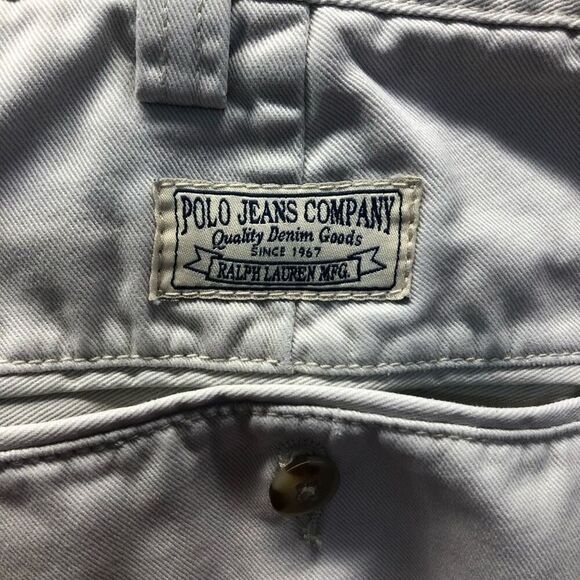 POLO JEANS COMPANY
Quality Denim Goods
SINCE 1967
RALPH LAUREN MFG.